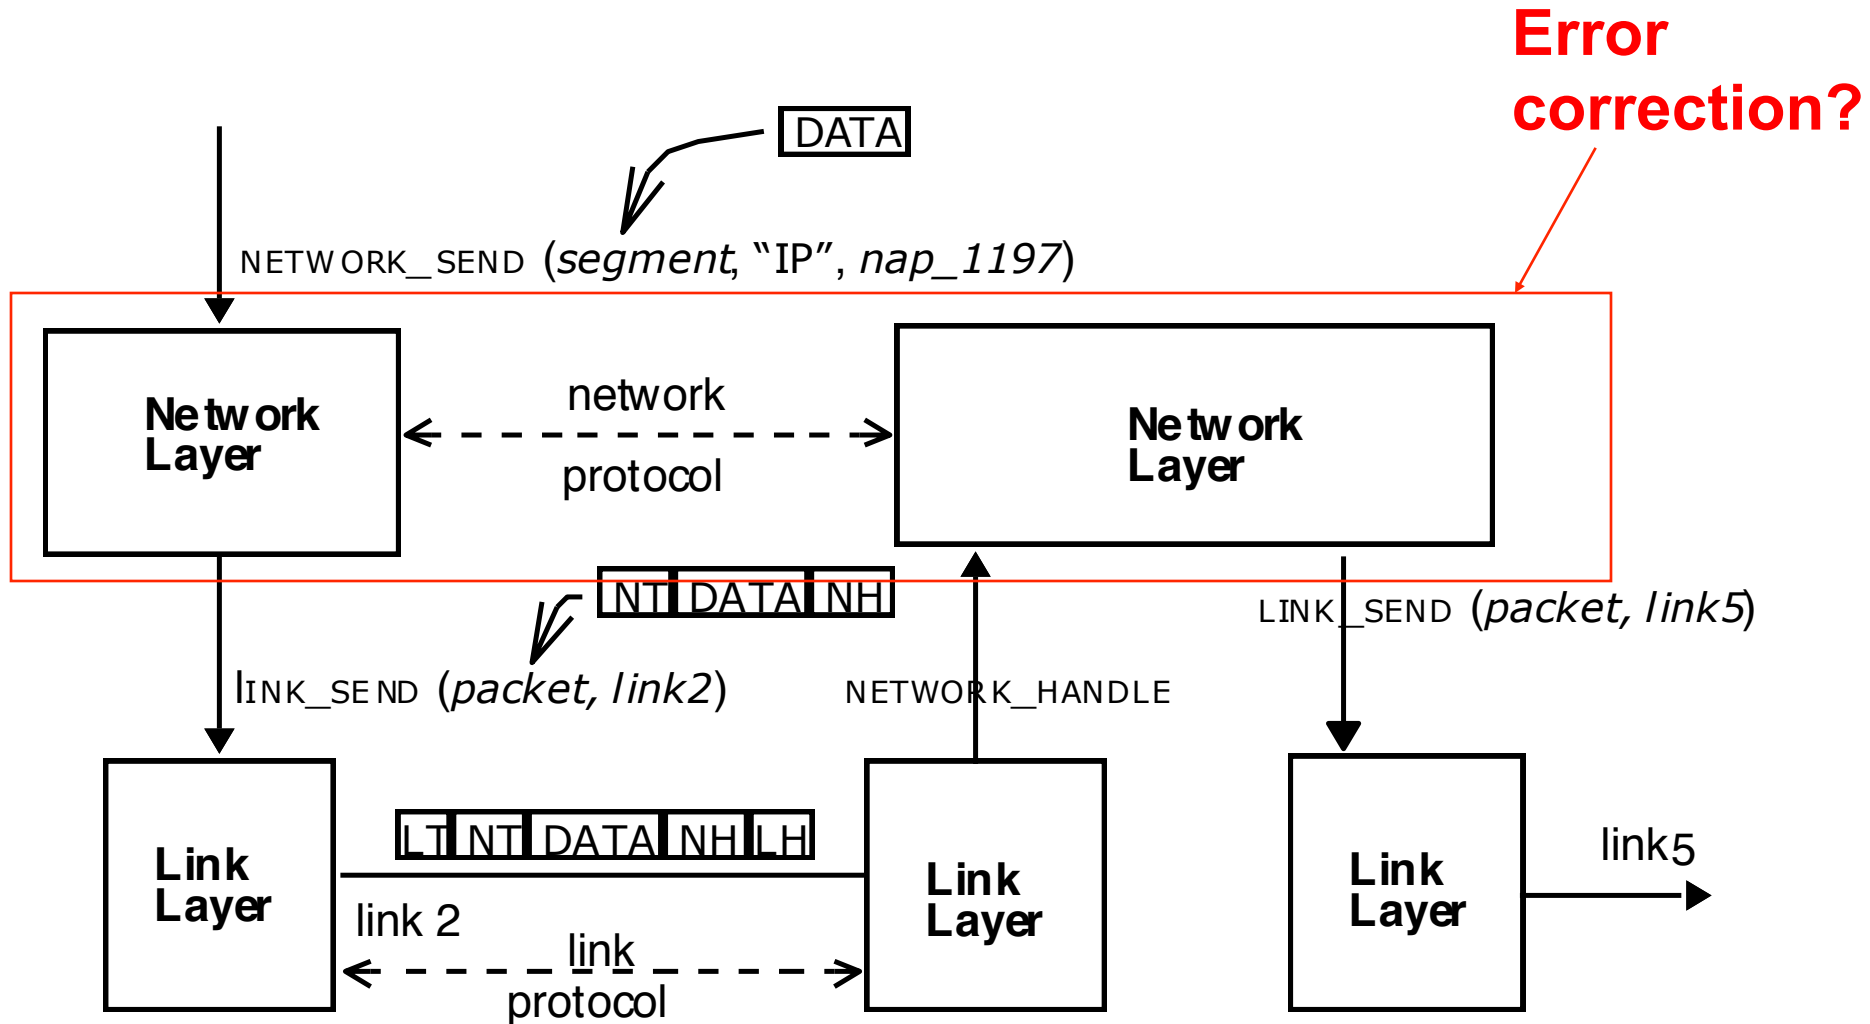 Error
correction?
DATA
NETWORK_SEND (segment, “IP”, nap_1197)
Network
Layer
network
protocol
Network
Layer
NT DATA NH
LINK_SEND (packet, link5)
lINK_SEND (packet, link2)
NETWORK_HANDLE
LT NT DATA NH LH
Link
Layer
link 2
link
protocol
Link
Layer
Link
Layer
link5